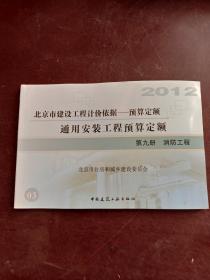 2012
北京市建设工程计价依据——预算定额
通用安装工程预算定额
第九册 消防工程
北京市住房和城乡建设委员会
03
中国建筑工业出版社